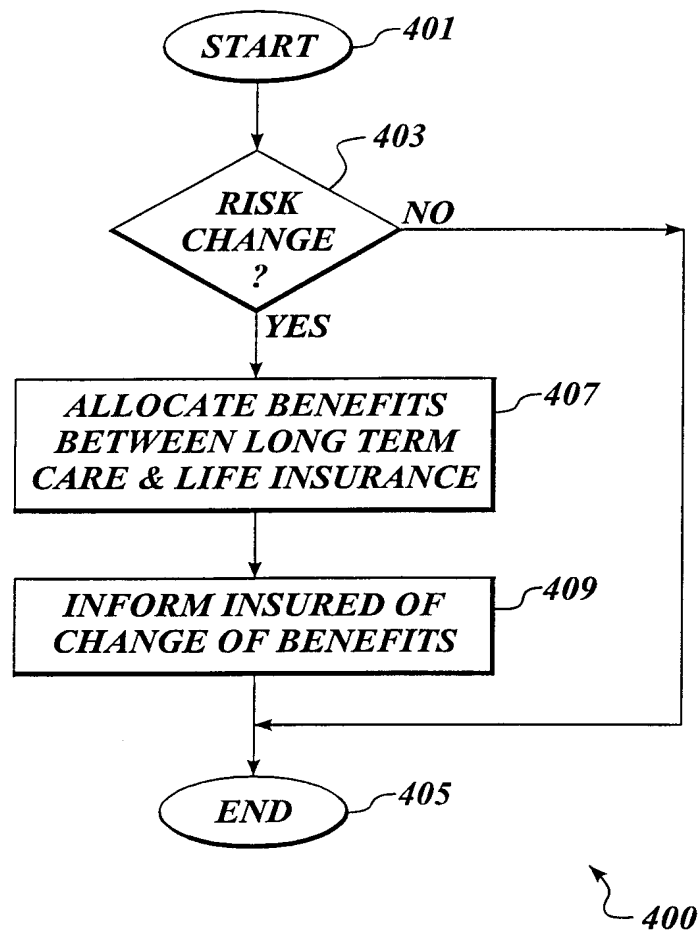 START
401
403
RISK
CHANGE
?
NO
YES
ALLOCATE BENEFITS
BETWEEN LONG TERM
CARE & LIFE INSURANCE
407
INFORM INSURED OF
CHANGE OF BENEFITS
409
END
405
400